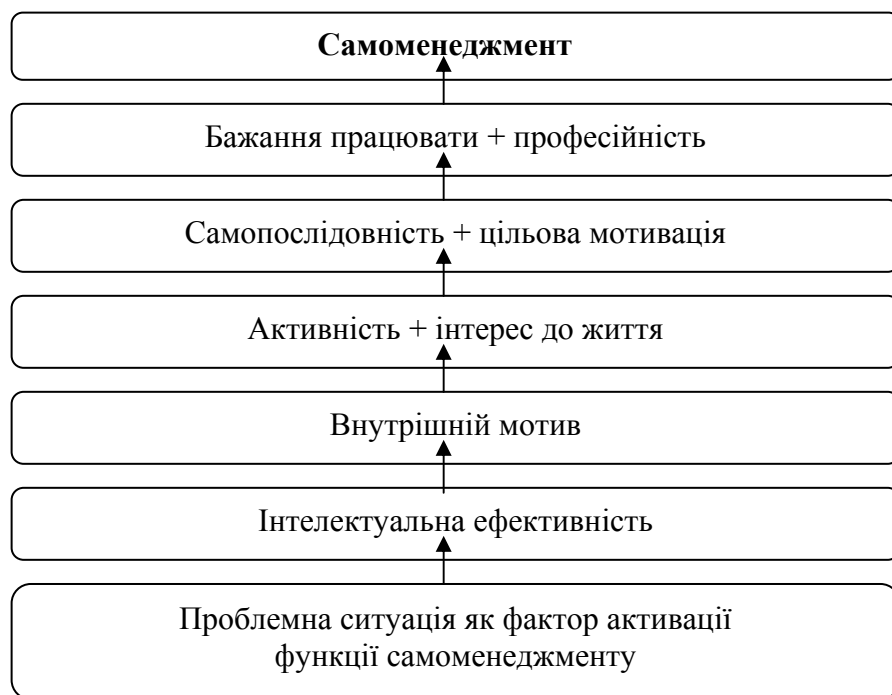 Самоменеджмент
Бажання працювати + професійність
Самопослідовність + цільова мотивація
Активність + інтерес до життя
Внутрішній мотив
Інтелектуальна ефективність
Проблемна ситуація як фактор активації
функції самоменеджменту